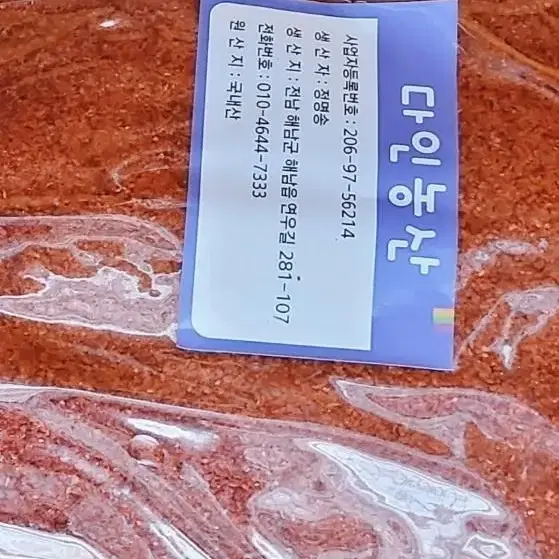 다인농산
사업자등록번호 : 206-97-56214
생 산 자 : 정명송
생 산 지 : 전남 해남군 해남읍 연우길 281-107
전화번호 : 010-4644-7333
원 산 지 : 국내산